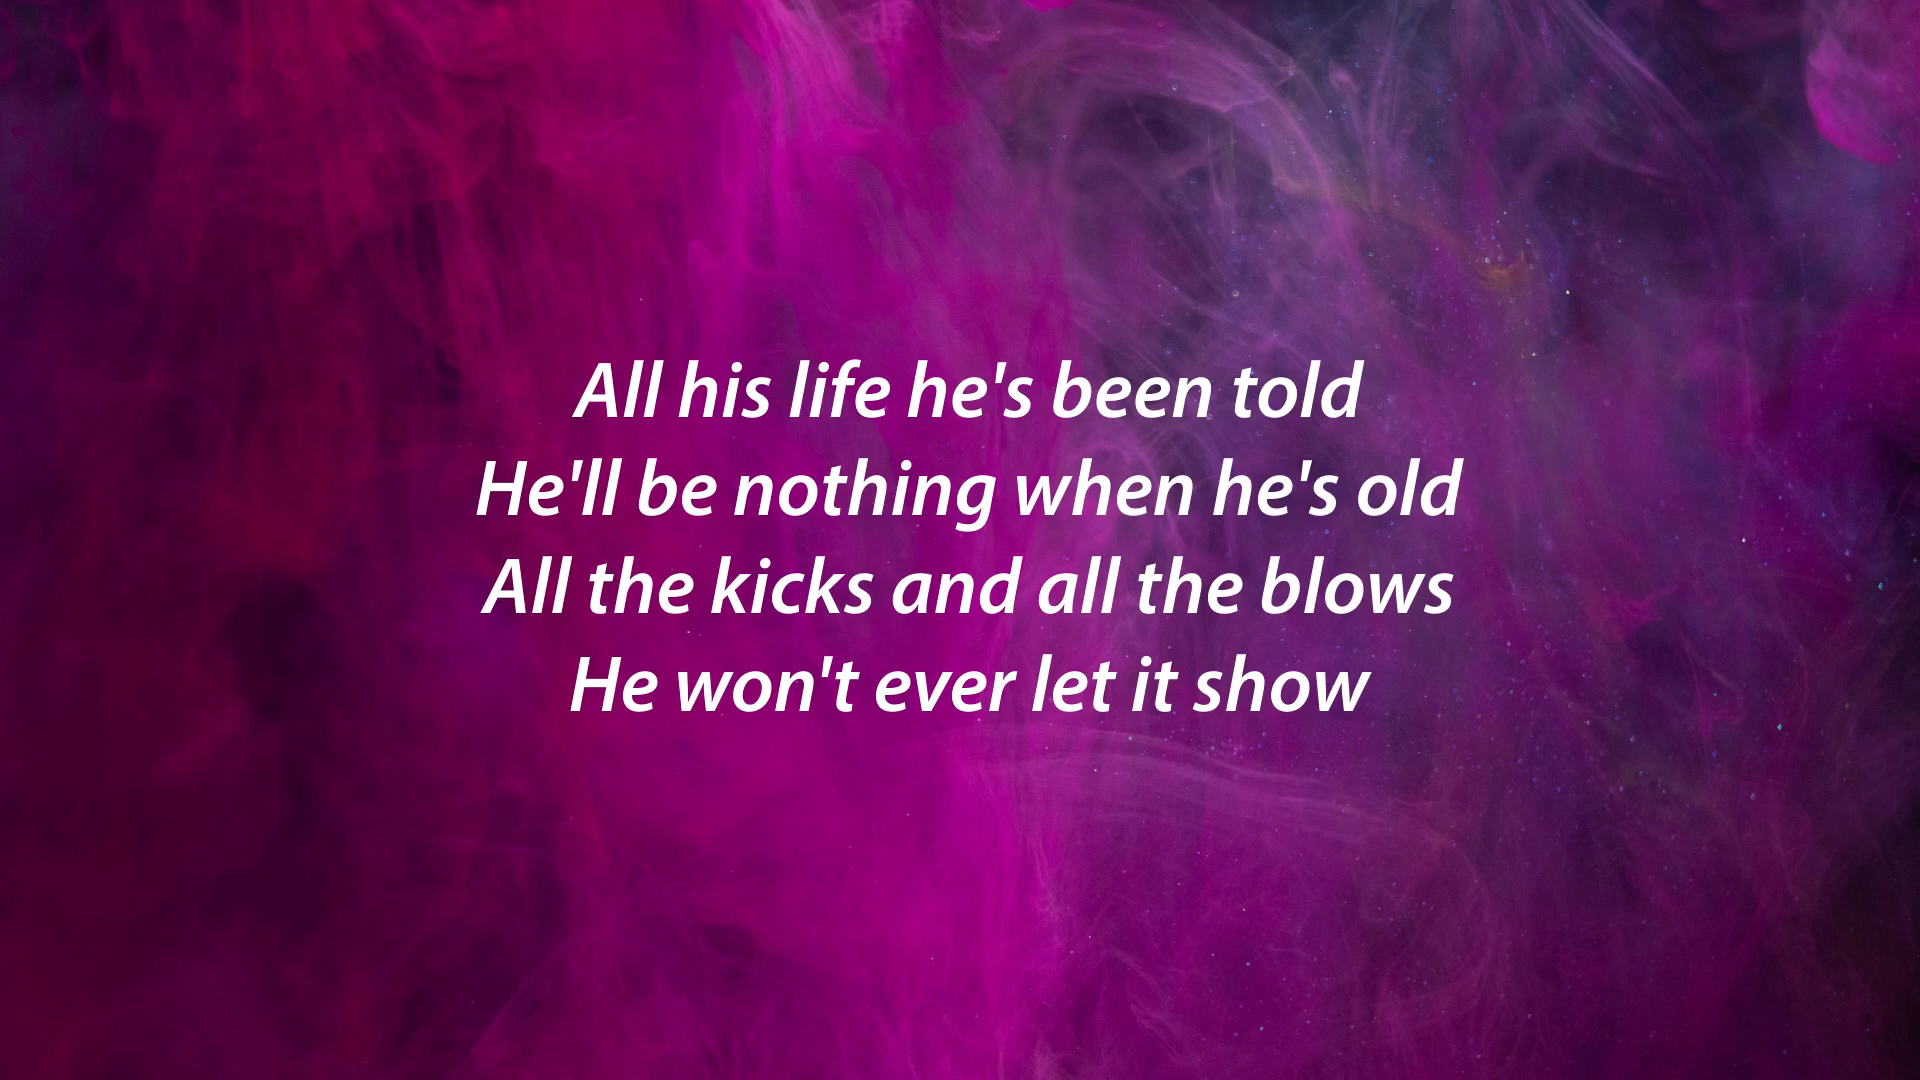 All his life he's been told
He'll be nothing when he's old
All the kicks and all the blows
He won't ever let it show